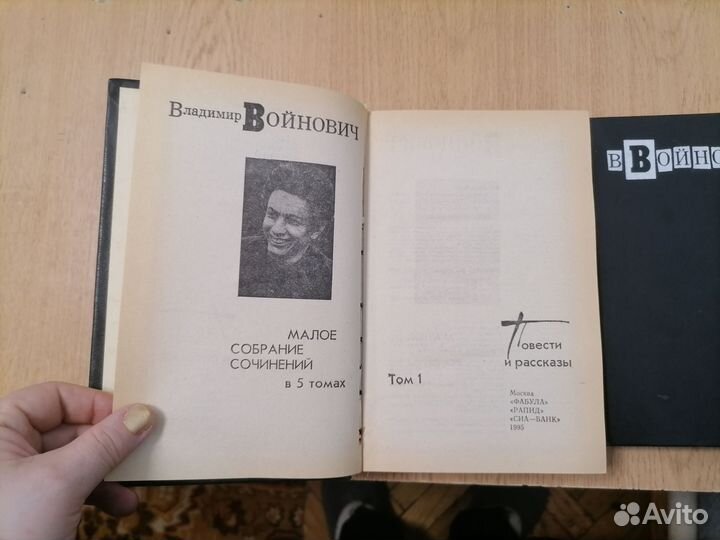 Владимир ВОЙНОВИЧ
МАЛОЕ
СОБРАНИЕ
СОЧИНЕНИЙ
в 5 томах
Повести
и рассказы
Том 1
Москва
«ФАБУЛА»
«РАПИД»
«СИА—БАНК»
1995
В ВОЙНО
Avito